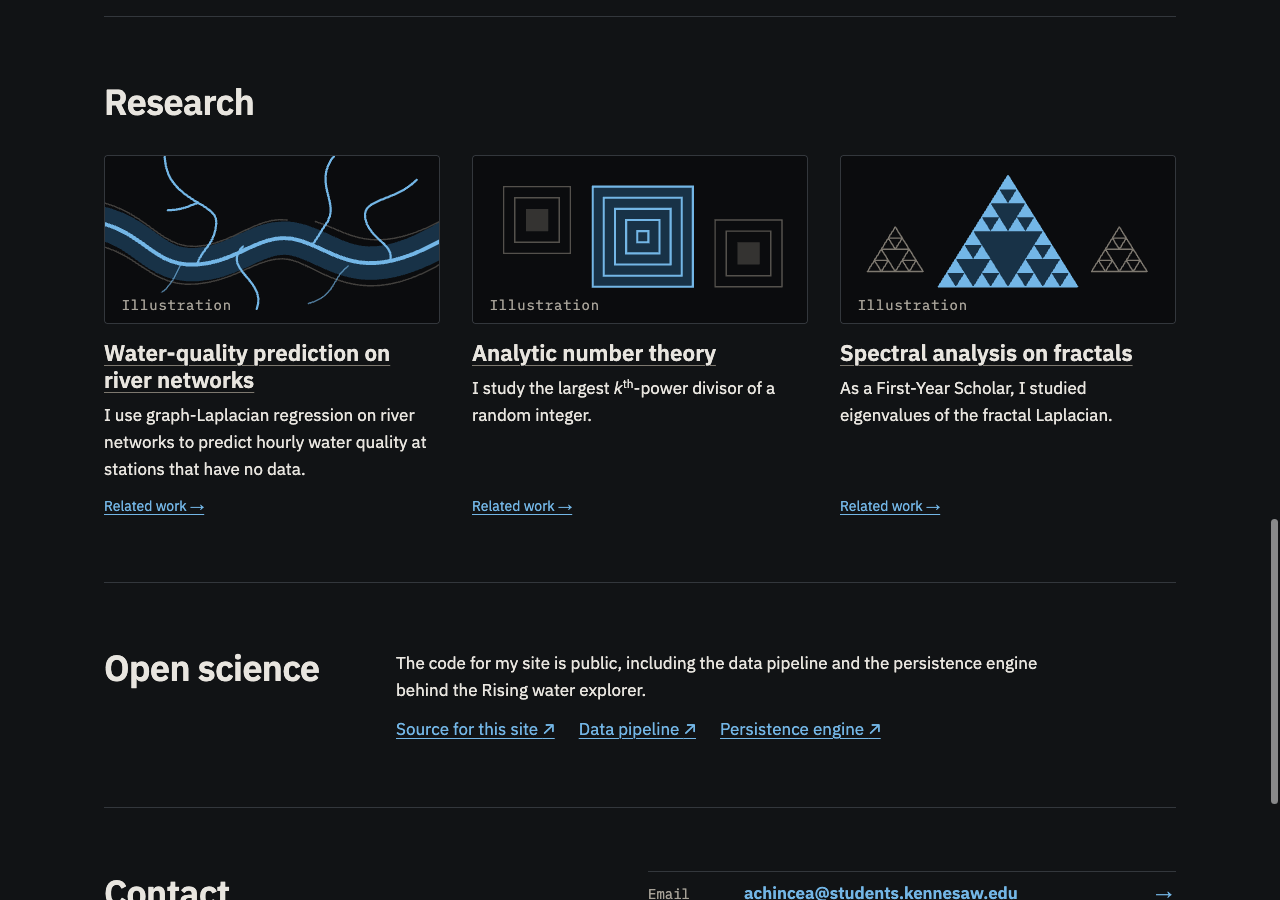 Research
Illustration
Illustration
Illustration
Water-quality prediction on
river networks
I use graph-Laplacian regression on river
networks to predict hourly water quality at
stations that have no data.
Related work →
Analytic number theory
I study the largest kth-power divisor of a
random integer.
Related work →
Spectral analysis on fractals
As a First-Year Scholar, I studied
eigenvalues of the fractal Laplacian.
Related work →
Open science
The code for my site is public, including the data pipeline and the persistence engine
behind the Rising water explorer.
Source for this site ↗ Data pipeline ↗ Persistence engine ↗
Contact
Email achincea@students.kennesaw.edu →